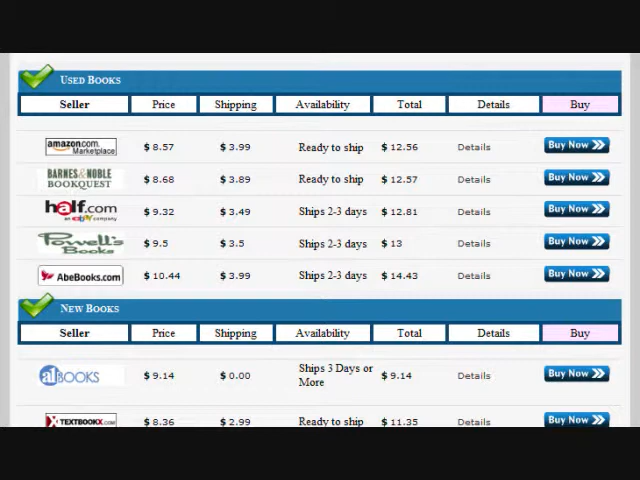 USED BOOKS
Seller Price Shipping Availability Total Details Buy
amazon.com Marketplace $ 8.57 $ 3.99 Ready to ship $ 12.56 Details Buy Now
BARNES & NOBLE BOOKQUEST $ 8.68 $ 3.89 Ready to ship $ 12.57 Details Buy Now
half.com an ebay company $ 9.32 $ 3.49 Ships 2-3 days $ 12.81 Details Buy Now
Powell's Books $ 9.5 $ 3.5 Ships 2-3 days $ 13 Details Buy Now
AbeBooks.com $ 10.44 $ 3.99 Ships 2-3 days $ 14.43 Details Buy Now
NEW BOOKS
Seller Price Shipping Availability Total Details Buy
a1BOOKS $ 9.14 $ 0.00 Ships 3 Days or More $ 9.14 Details Buy Now
TEXTBOOKX.COM $ 8.36 $ 2.99 Ready to ship $ 11.35 Details Buy Now